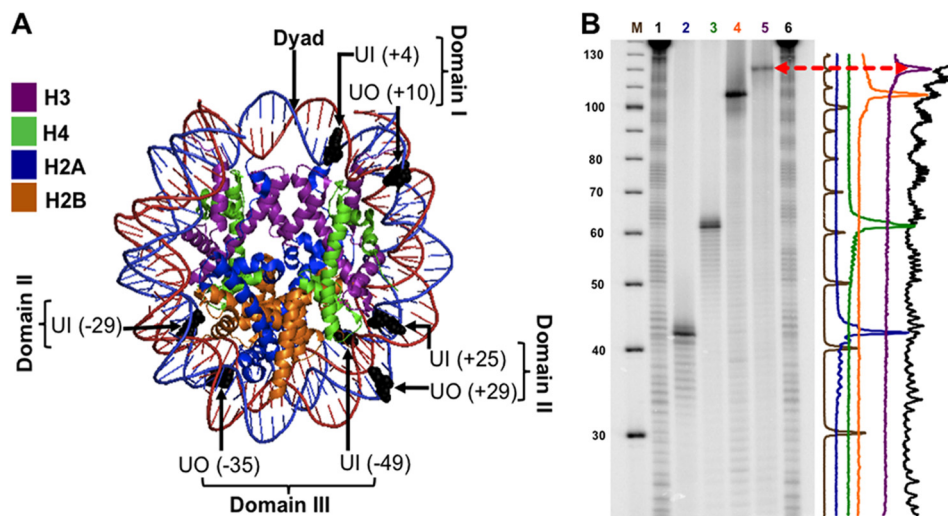 A
B
Dyad
UI (+4)
UO (+10)
Domain I
H3
H4
H2A
H2B
Domain II
UI (-29)
UI (+25)
UO (+29)
Domain II
UO (-35)
UI (-49)
Domain III
M 1 2 3 4 5 6
130
100
80
70
60
50
40
30